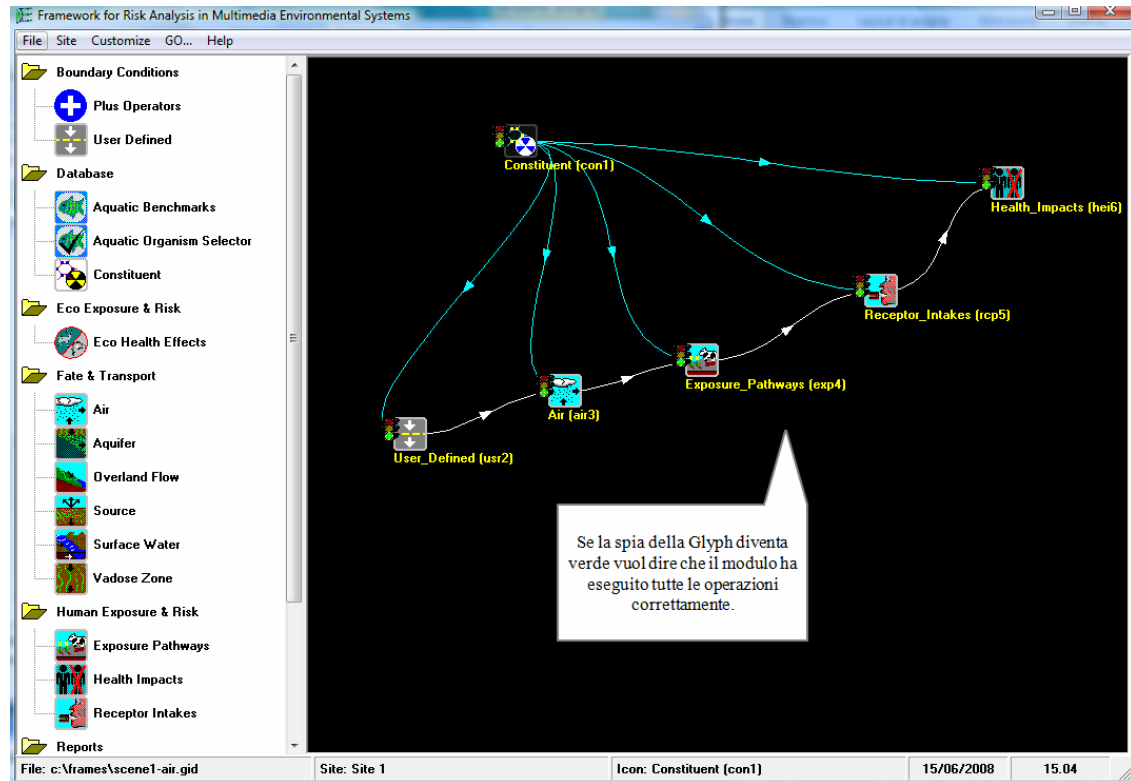 Framework for Risk Analysis in Multimedia Environmental Systems
File Site Customize GO... Help
Boundary Conditions
Plus Operators
User Defined
Database
Aquatic Benchmarks
Aquatic Organism Selector
Constituent
Eco Exposure & Risk
Eco Health Effects
Fate & Transport
Air
Aquifer
Overland Flow
Source
Surface Water
Vadose Zone
Human Exposure & Risk
Exposure Pathways
Health Impacts
Receptor Intakes
Reports
Constituent (con1)
Health_Impacts (hei6)
Receptor_Intakes (rcp5)
Exposure_Pathways (exp4)
Air (air3)
User_Defined (usr2)
Se la spia della Glyph diventa
verde vuol dire che il modulo ha
eseguito tutte le operazioni
correttamente.
File: c:\frames\scene1-air.gid
Site: Site 1
Icon: Constituent (con1)
15/06/2008
15.04